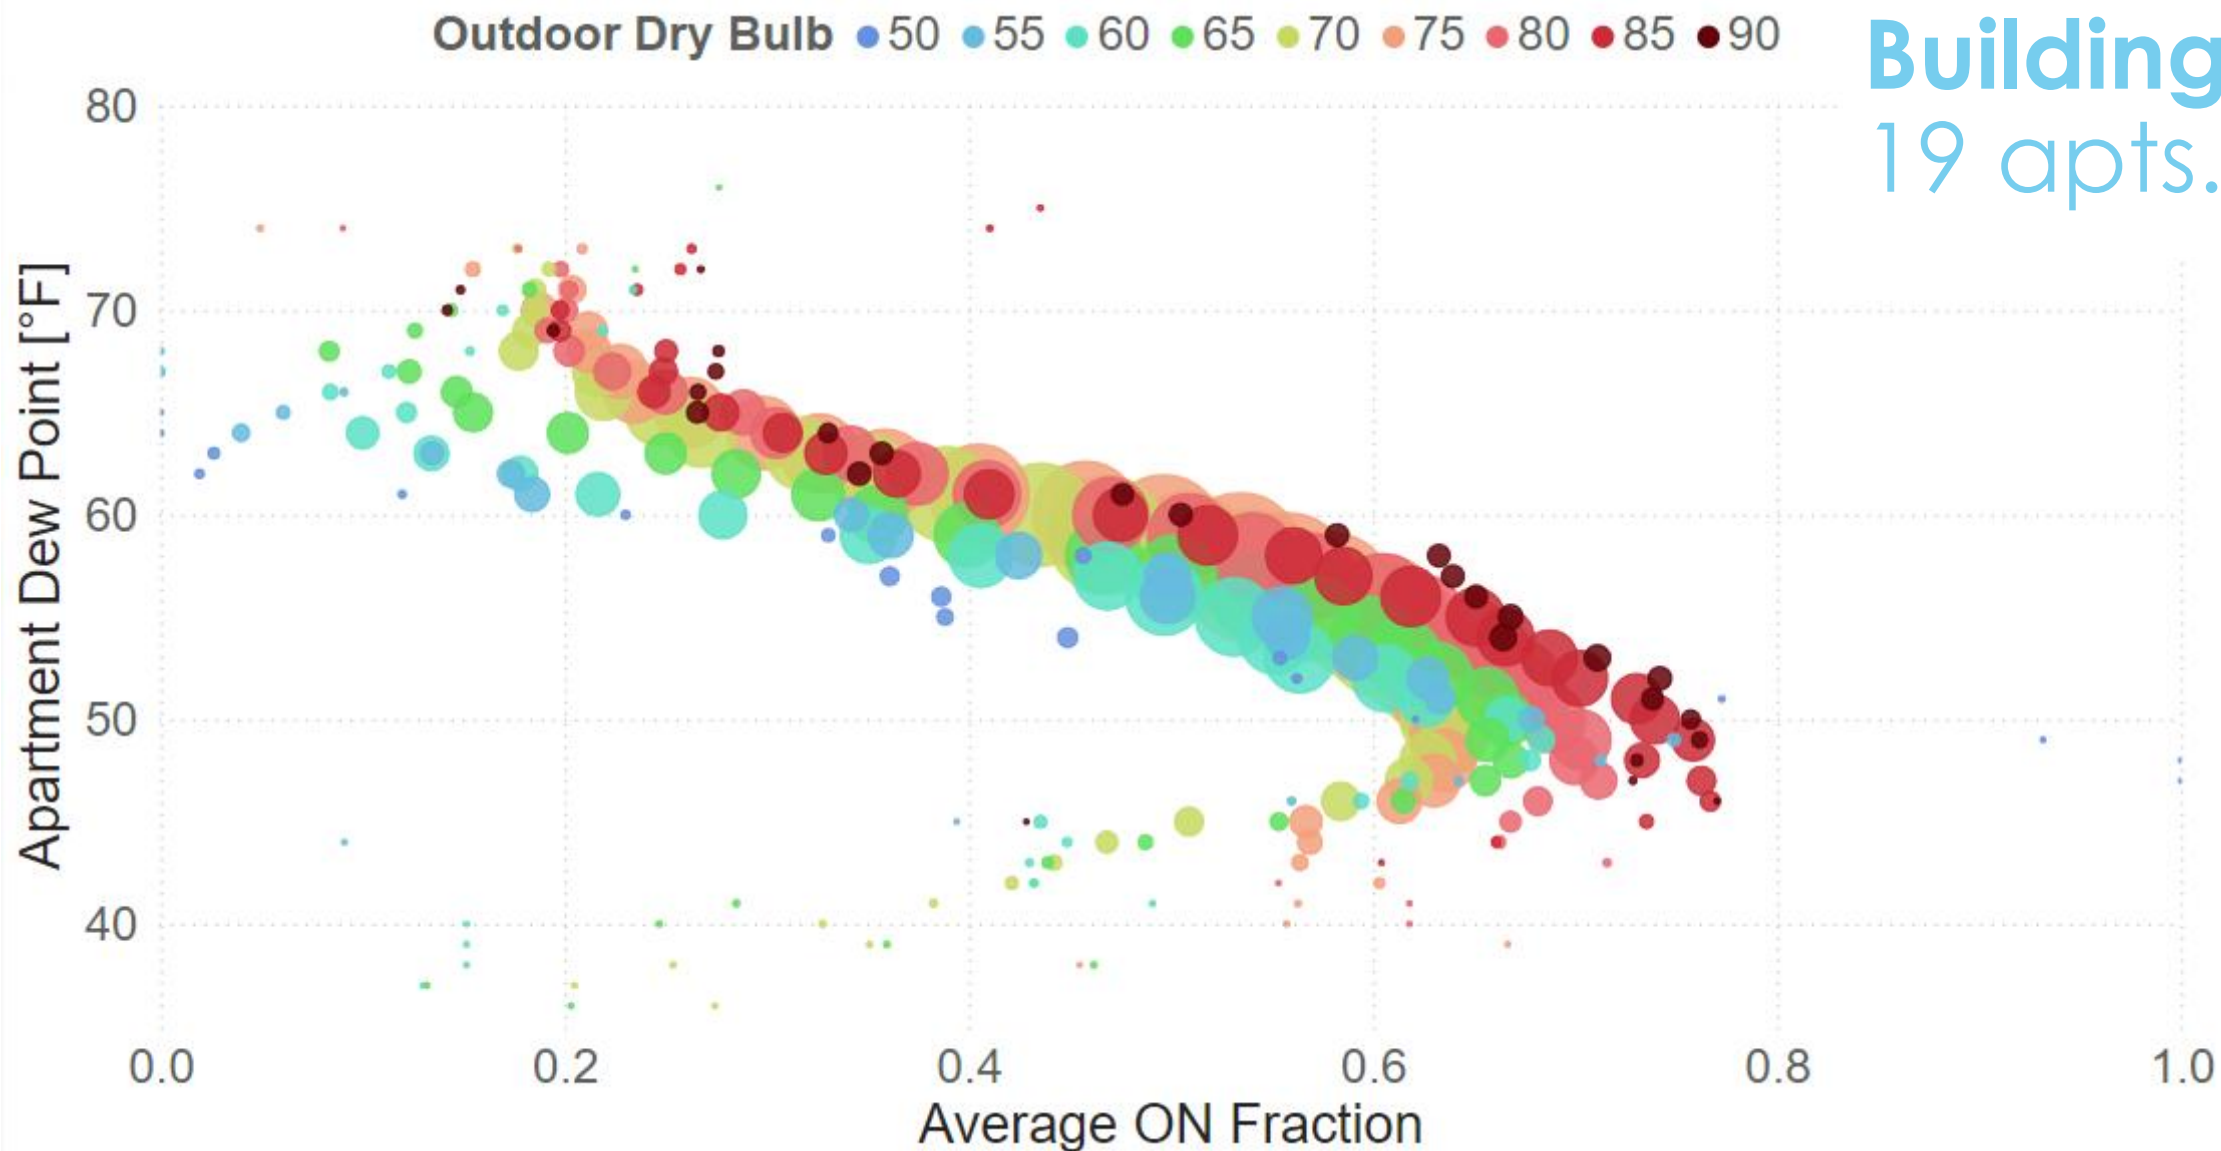 Outdoor Dry Bulb 50 55 60 65 70 75 80 85 90
Building
19 apts.
80
70
60
50
40
Apartment Dew Point [°F]
0.0 0.2 0.4 0.6 0.8 1.0
Average ON Fraction